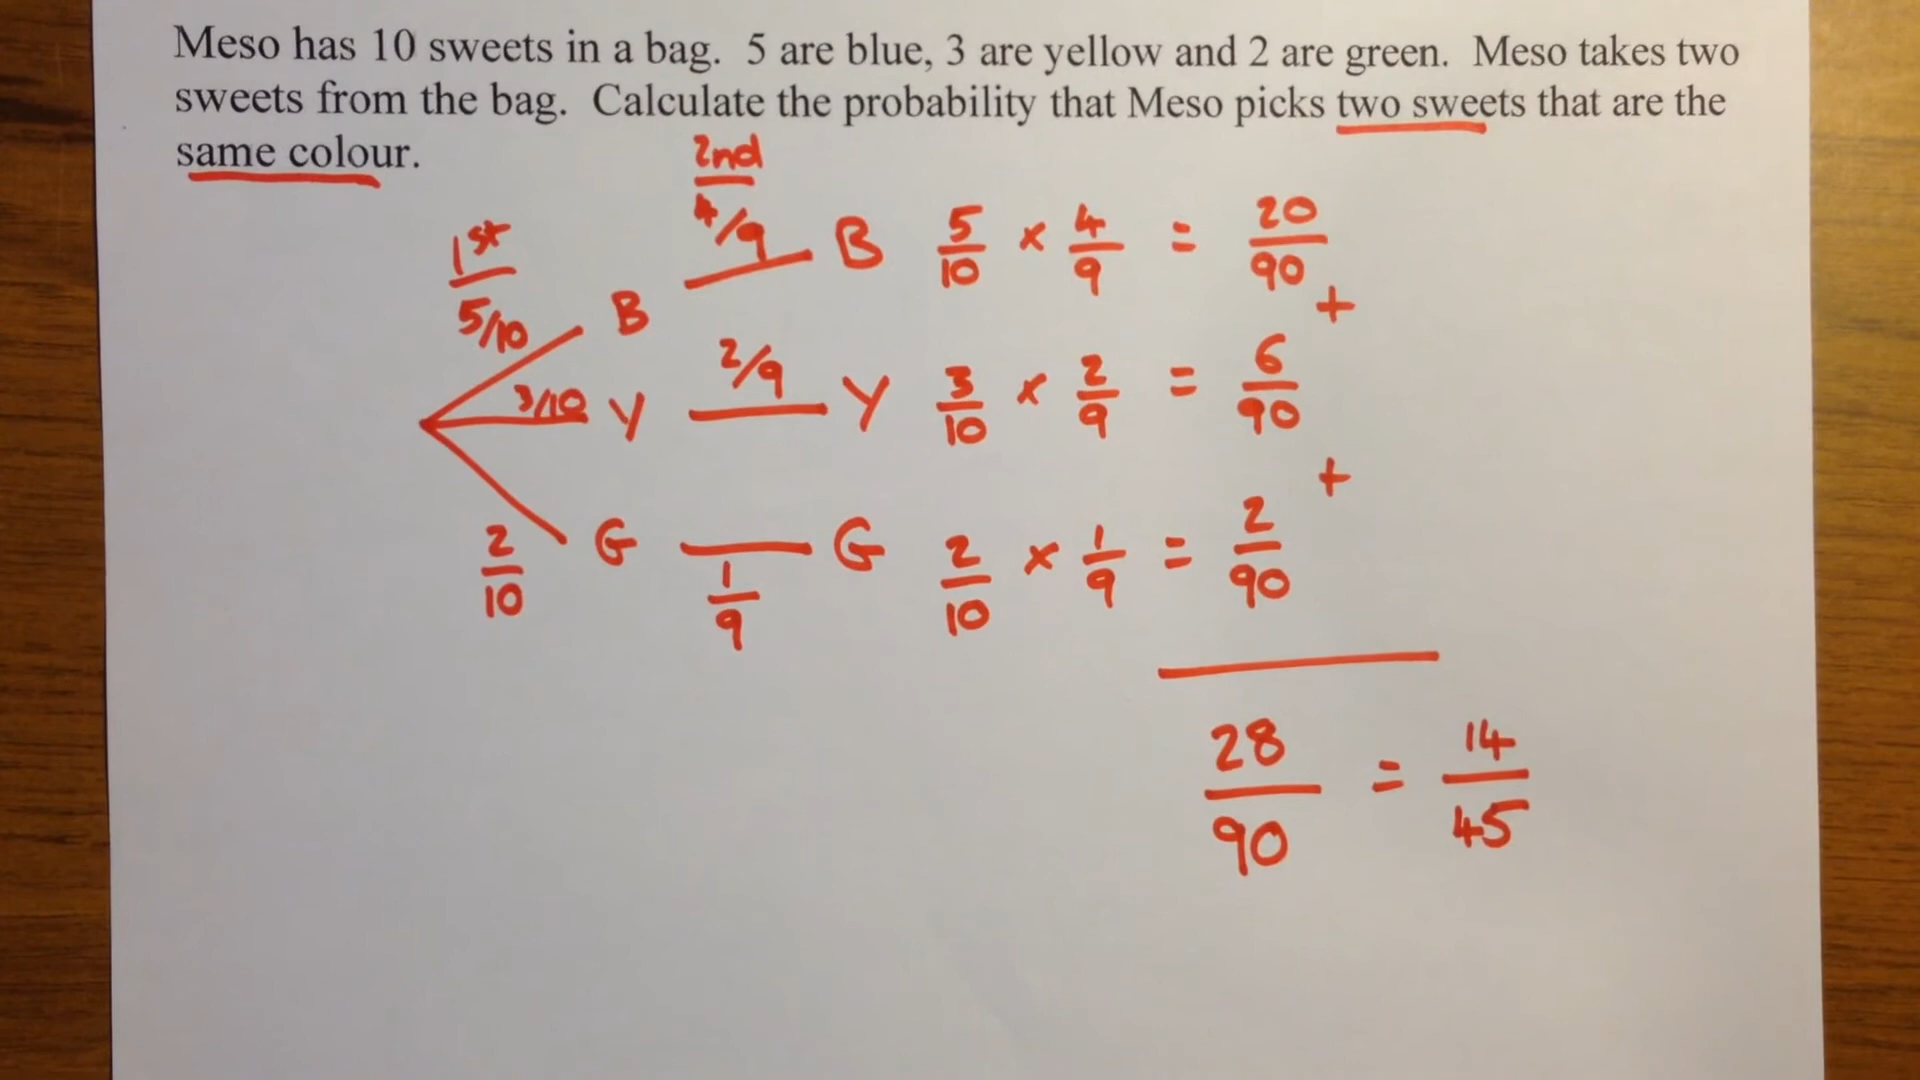 Meso has 10 sweets in a bag. 5 are blue, 3 are yellow and 2 are green. Meso takes two
sweets from the bag. Calculate the probability that Meso picks two sweets that are the
same colour.
1st 2nd
5/10 B 4/9 B 5/10 × 4/9 = 20/90 +
3/10 Y 2/9 Y 3/10 × 2/9 = 6/90 +
2/10 G 1/9 G 2/10 × 1/9 = 2/90
28/90 = 14/45